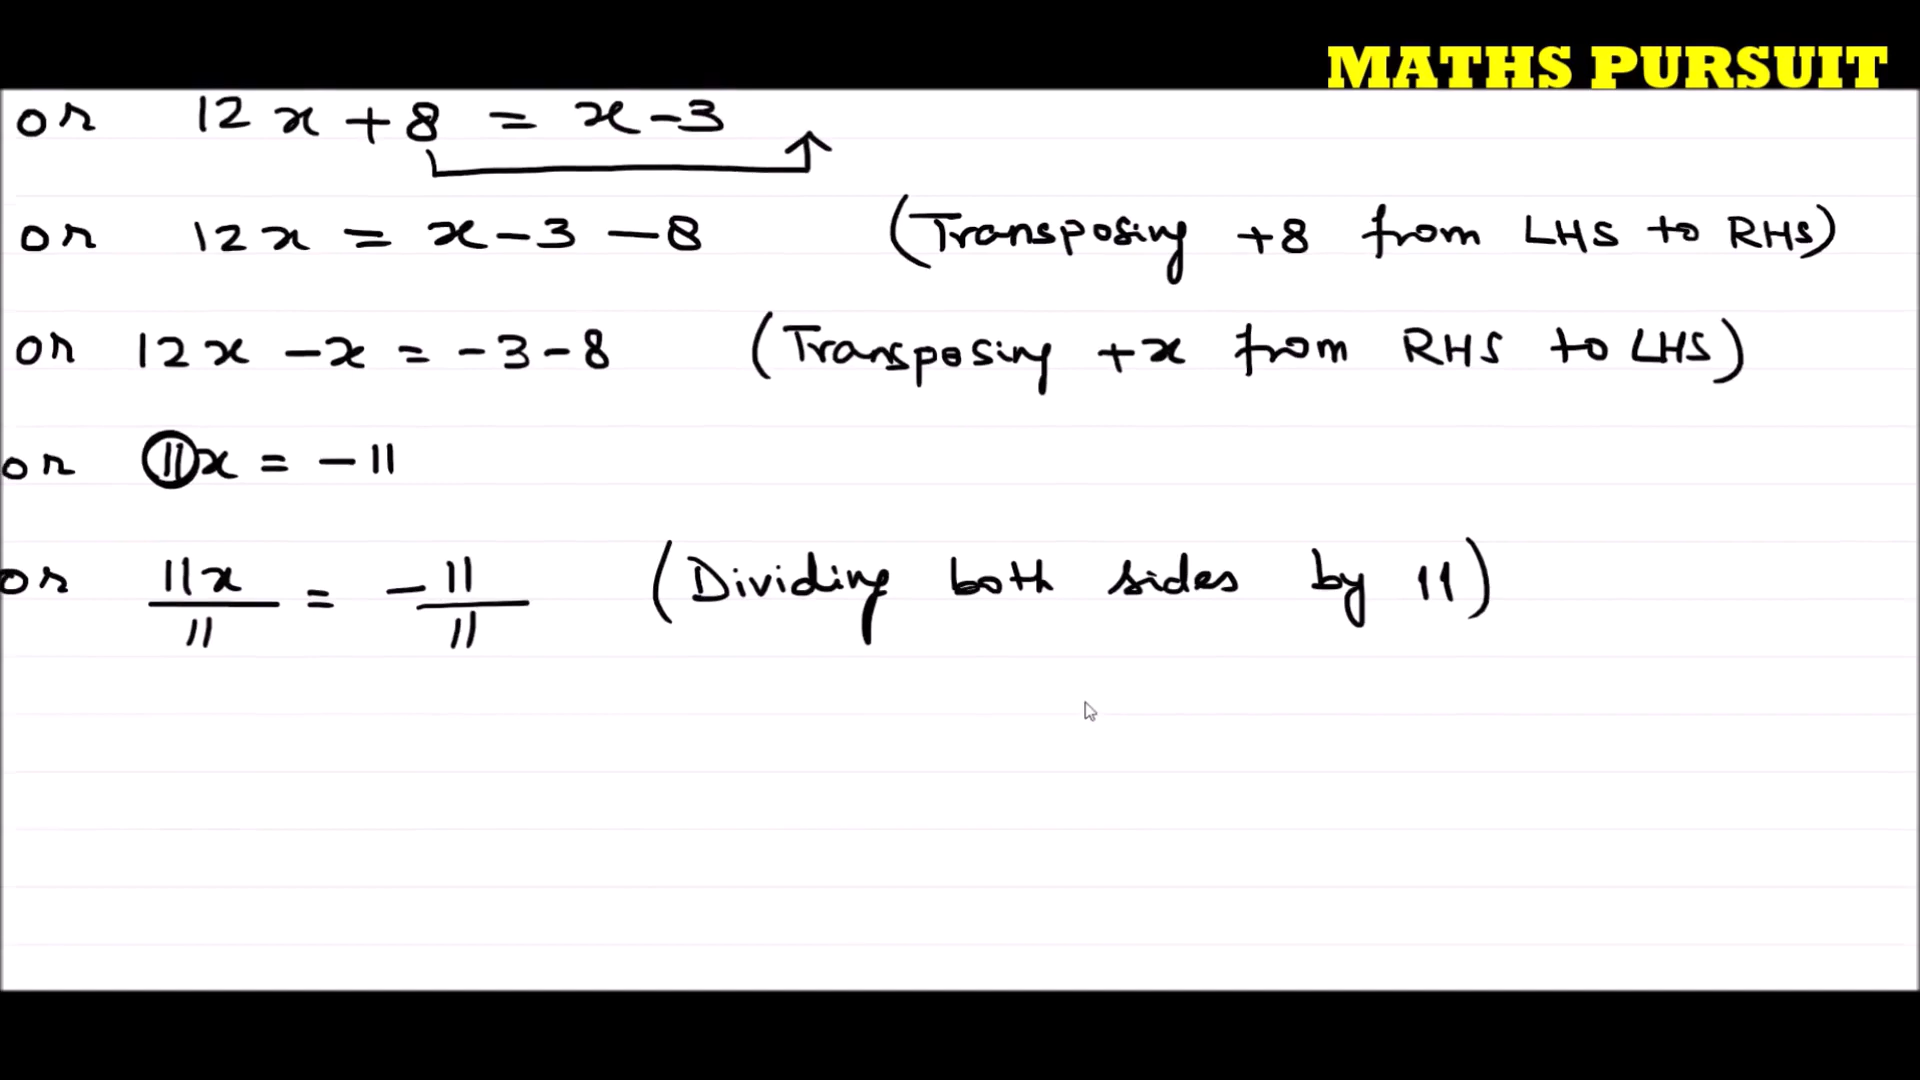 MATHS PURSUIT
or 12x + 8 = x - 3
or 12x = x - 3 - 8 (Transposing +8 from LHS to RHS)
or 12x - x = -3 - 8 (Transposing +x from RHS to LHS)
or 11x = -11
or 11x/11 = -11/11 (Dividing both sides by 11)